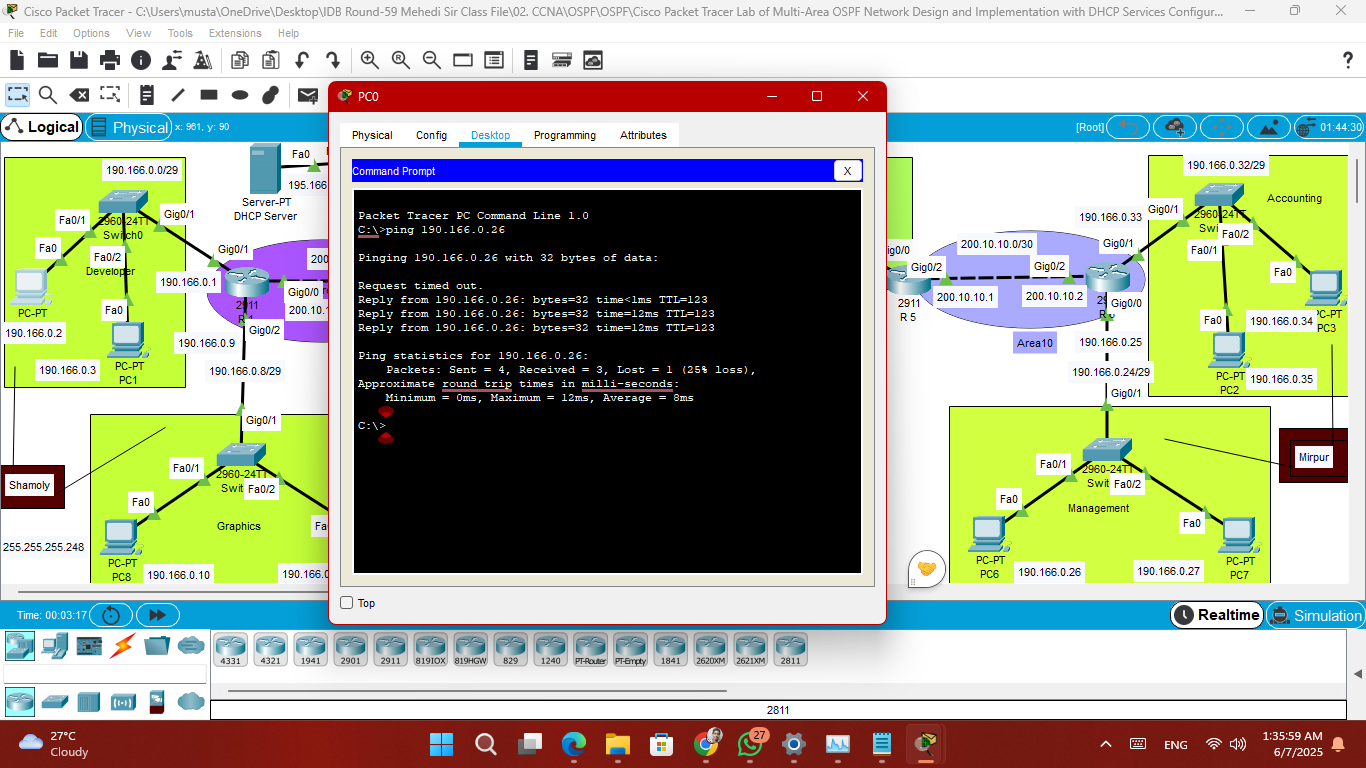 Cisco Packet Tracer - C:\Users\musta\OneDrive\Desktop\IDB Round-59 Mehedi Sir Class File\02. CCNA\OSPF\OSPF\Cisco Packet Tracer Lab of Multi-Area OSPF Network Design and Implementation with DHCP Services Configur...
File Edit Options View Tools Extensions Help
Logical
Physical
x: 961, y: 90
[Root]
01:44:30
PC0
Physical Config Desktop Programming Attributes
Command Prompt
X
Packet Tracer PC Command Line 1.0
C:\>ping 190.166.0.26
Pinging 190.166.0.26 with 32 bytes of data:
Request timed out.
Reply from 190.166.0.26: bytes=32 time<1ms TTL=123
Reply from 190.166.0.26: bytes=32 time=12ms TTL=123
Reply from 190.166.0.26: bytes=32 time=12ms TTL=123
Ping statistics for 190.166.0.26:
Packets: Sent = 4, Received = 3, Lost = 1 (25% loss),
Approximate round trip times in milli-seconds:
Minimum = 0ms, Maximum = 12ms, Average = 8ms
C:\>
Top
190.166.0.0/29
Fa0/1
2960-24TT
Switch0
Gig0/1
Fa0
Fa0/2
Developer
PC-PT
190.166.0.2
Fa0
PC-PT
PC1
190.166.0.3
Server-PT
DHCP Server
Fa0
195.166
Gig0/1
190.166.0.1
2911
Gig0/0
Gig0/2
190.166.0.9
190.166.0.8/29
Gig0/1
2960-24TT
Fa0/1
Fa0/2
Graphics
Fa0
PC-PT
PC8
190.166.0.10
Shamoly
255.255.255.248
Gig0/2
2911
R 5
200.10.10.0/30
200.10.10.1
Gig0/2
200.10.10.2
Area10
190.166.0.33
Gig0/1
Gig0/0
190.166.0.25
190.166.0.24/29
Gig0/1
190.166.0.32/29
Gig0/1
2960-24TT
Fa0/2
Fa0/1
Accounting
Fa0
PC-PT
PC3
190.166.0.34
Fa0
PC-PT
PC2
190.166.0.35
Mirpur
Fa0/1
2960-24TT
Fa0/2
Management
Fa0
PC-PT
PC6
190.166.0.26
Fa0
PC-PT
PC7
190.166.0.27
Time: 00:03:17
Realtime
Simulation
4331 4321 1941 2901 2911 819IOX 819HGW 829 1240 PT-Router PT-Empty 1841 2620XM 2621XM 2811
2811
27°C
Cloudy
27
ENG
1:35:59 AM
6/7/2025